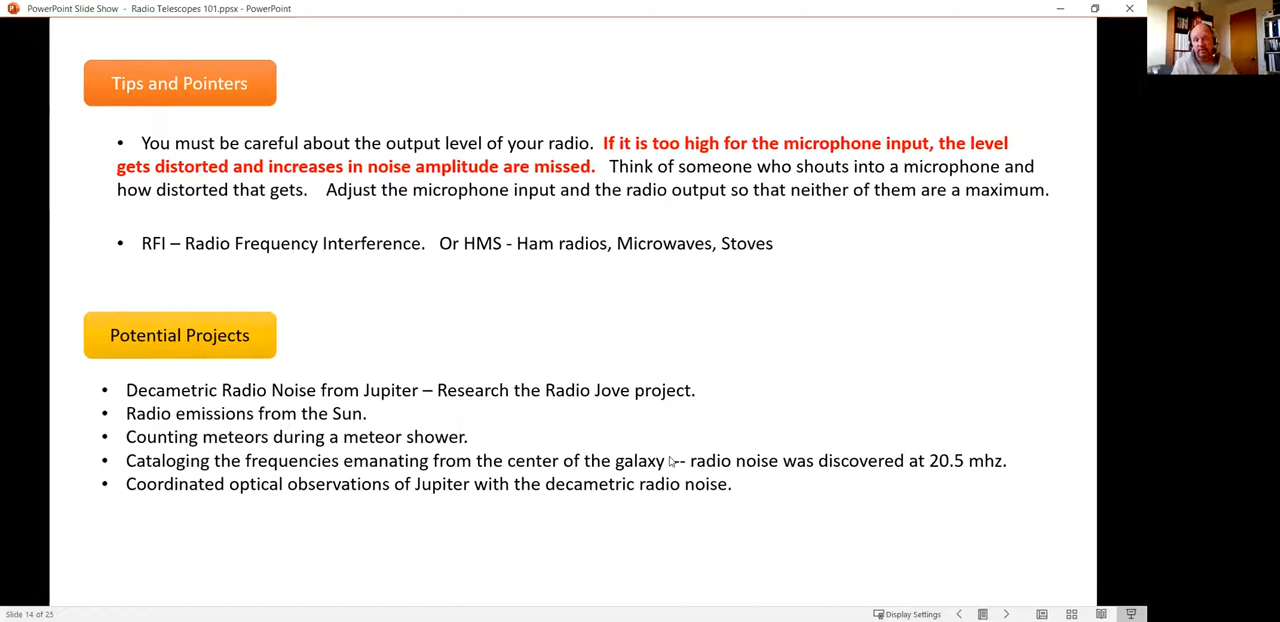 PowerPoint Slide Show - Radio Telescopes 101.ppsx - PowerPoint
Tips and Pointers
• You must be careful about the output level of your radio. If it is too high for the microphone input, the level
gets distorted and increases in noise amplitude are missed. Think of someone who shouts into a microphone and
how distorted that gets. Adjust the microphone input and the radio output so that neither of them are a maximum.
• RFI – Radio Frequency Interference. Or HMS - Ham radios, Microwaves, Stoves
Potential Projects
• Decametric Radio Noise from Jupiter – Research the Radio Jove project.
• Radio emissions from the Sun.
• Counting meteors during a meteor shower.
• Cataloging the frequencies emanating from the center of the galaxy -- radio noise was discovered at 20.5 mhz.
• Coordinated optical observations of Jupiter with the decametric radio noise.
Slide 14 of 25
Display Settings